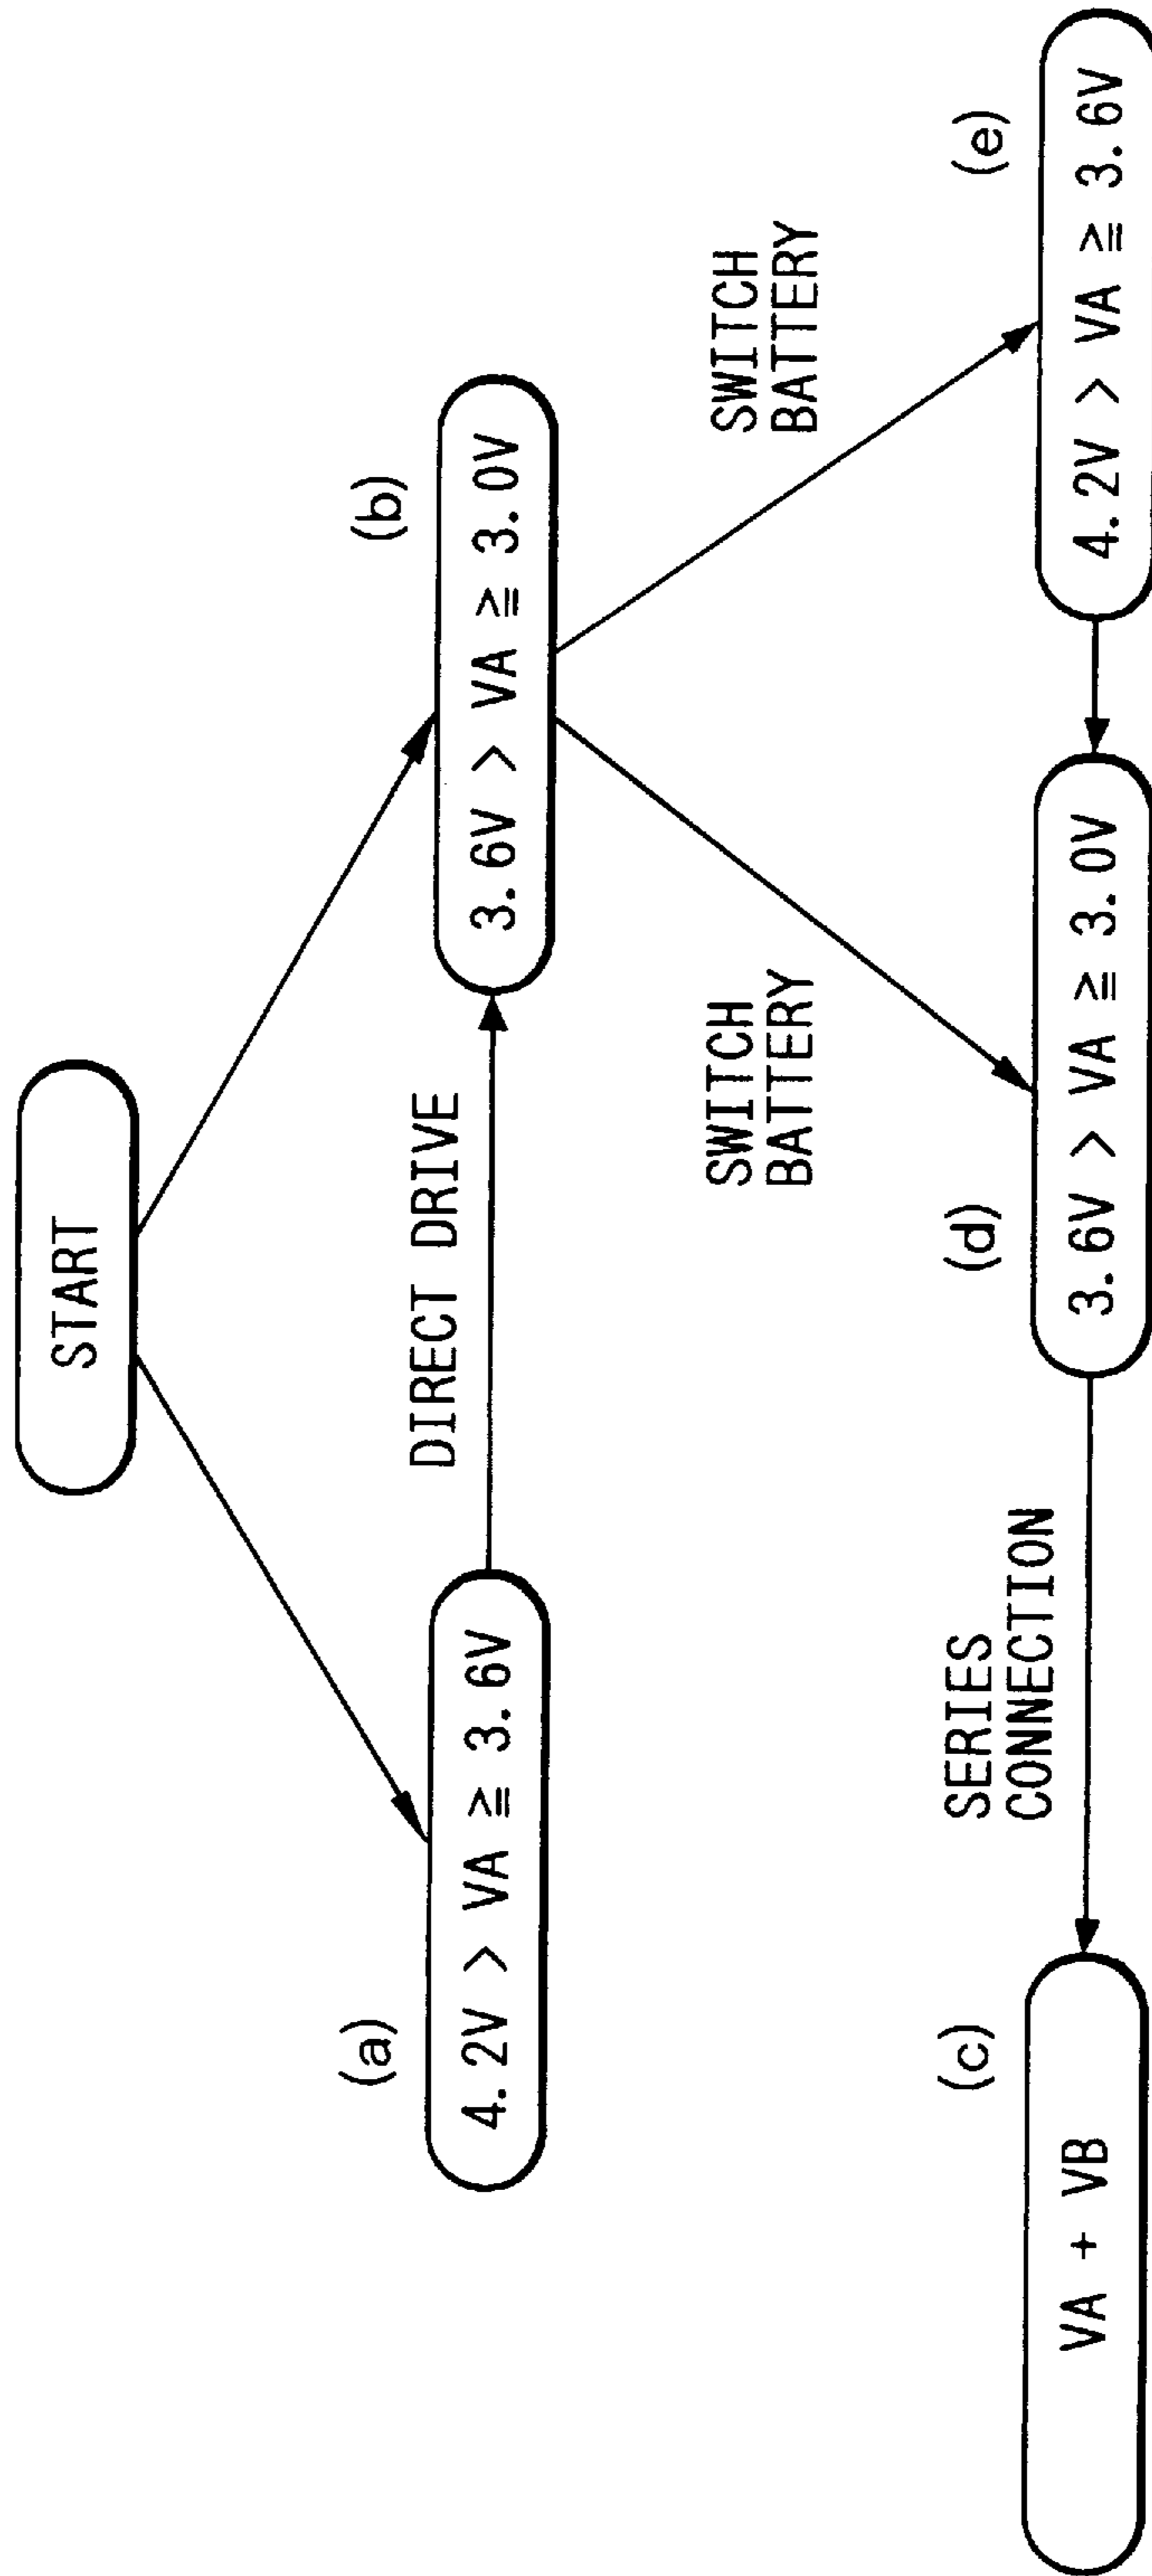 START
(a)
4.2V > VA ≧ 3.6V
DIRECT DRIVE
(b)
3.6V > VA ≧ 3.0V
SWITCH
BATTERY
SWITCH
BATTERY
(c)
VA + VB
SERIES
CONNECTION
(d)
3.6V > VA ≧ 3.0V
(e)
4.2V > VA ≧ 3.6V